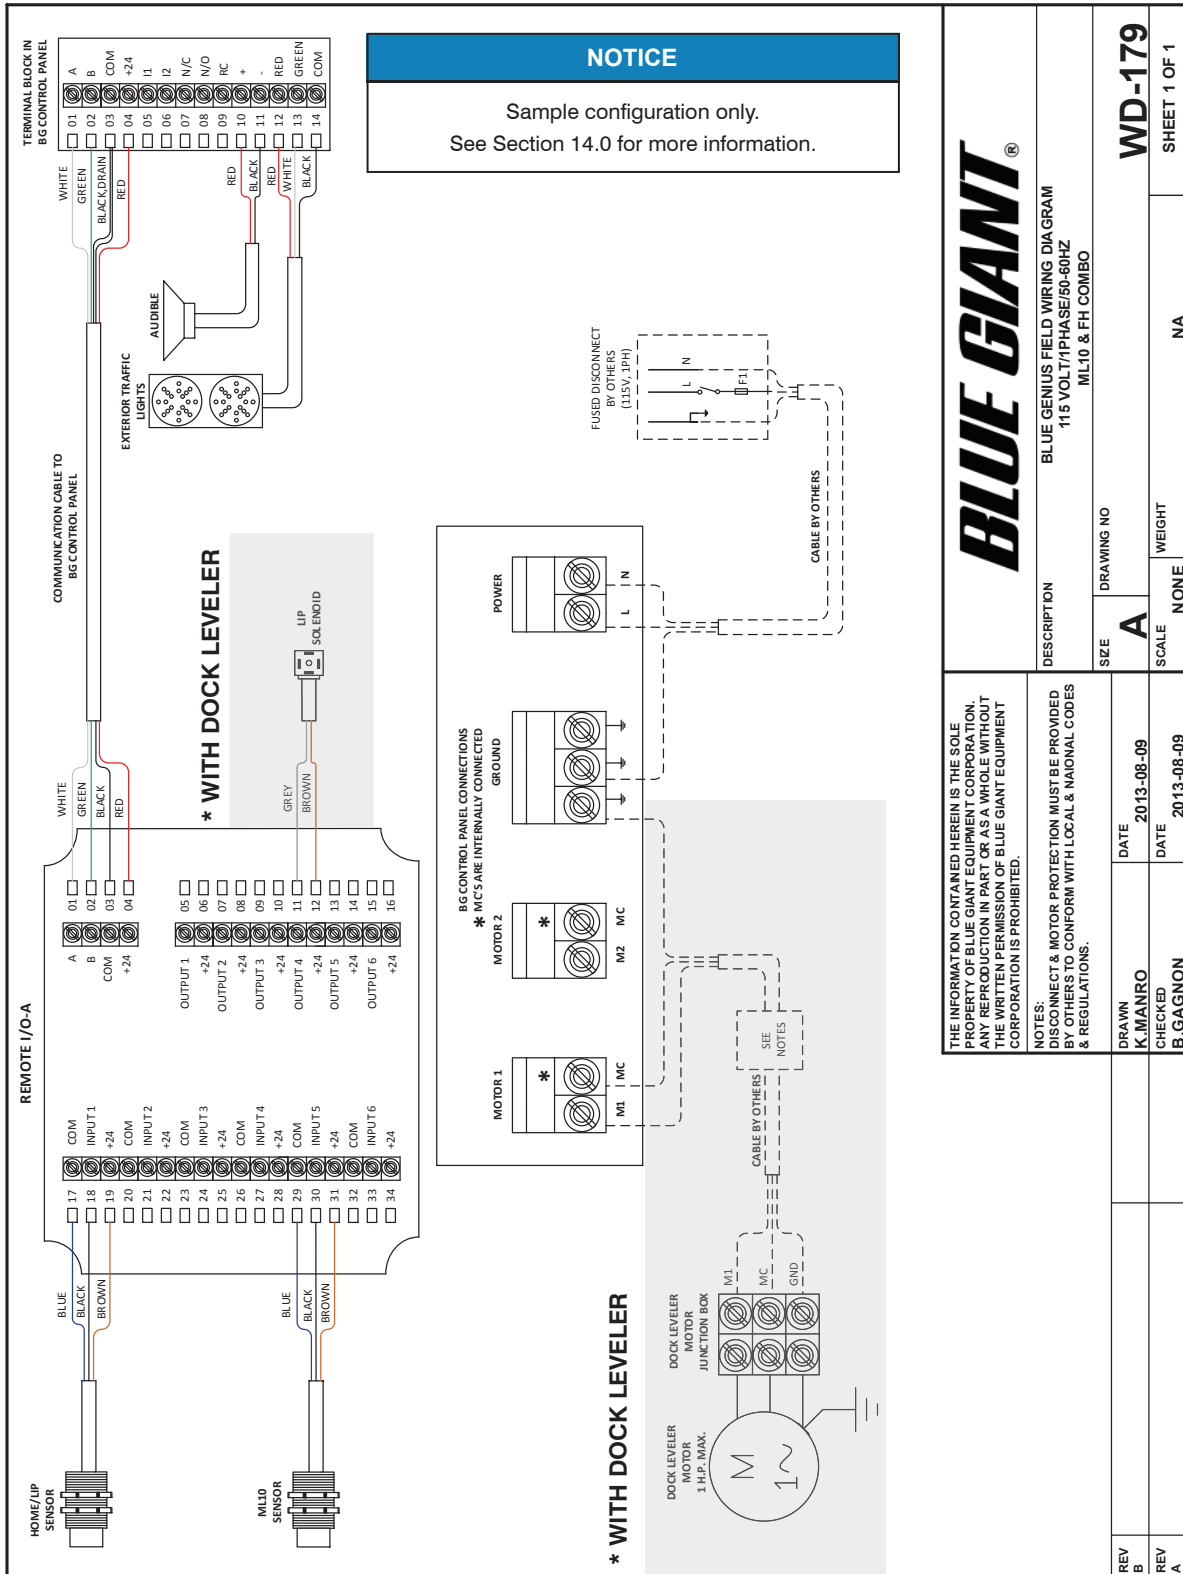 NOTICE
Sample configuration only.
See Section 14.0 for more information.
TERMINAL BLOCK IN
BG CONTROL PANEL
A
B
COM
+24
I1
I2
N/C
N/O
RC
+
-
RED
GREEN
COM
01
02
03
04
05
06
07
08
09
10
11
12
13
14
WHITE
GREEN
BLACK,DRAIN
RED
RED
BLACK
RED
WHITE
BLACK
AUDIBLE
EXTERIOR TRAFFIC
LIGHTS
COMMUNICATION CABLE TO
BG CONTROL PANEL
WHITE
GREEN
BLACK
RED
* WITH DOCK LEVELER
LIP
SOLENOID
GREY
BROWN
REMOTE I/O-A
01
02
03
04
A
B
COM
+24
05
06
07
08
09
10
11
12
13
14
15
16
OUTPUT 1
+24
OUTPUT 2
+24
OUTPUT 3
+24
OUTPUT 4
+24
OUTPUT 5
+24
OUTPUT 6
+24
COM
INPUT 1
+24
COM
INPUT 2
+24
COM
INPUT 3
+24
COM
INPUT 4
+24
COM
INPUT 5
+24
COM
INPUT 6
+24
17
18
19
20
21
22
23
24
25
26
27
28
29
30
31
32
33
34
BLUE
BLACK
BROWN
BLUE
BLACK
BROWN
HOME/LIP
SENSOR
ML10
SENSOR
FUSED DISCONNECT
BY OTHERS
(115V, 1PH)
N
L
F1
CABLE BY OTHERS
BG CONTROL PANEL CONNECTIONS
* MC'S ARE INTERNALLY CONNECTED
POWER
L
N
GROUND
MOTOR 2
*
M2
MC
MOTOR 1
*
M1
MC
SEE
NOTES
CABLE BY OTHERS
M1
MC
GND
DOCK LEVELER
MOTOR
JUNCTION BOX
DOCK LEVELER
MOTOR
1 H.P. MAX.
M
1~
* WITH DOCK LEVELER
THE INFORMATION CONTAINED HEREIN IS THE SOLE
PROPERTY OF BLUE GIANT EQUIPMENT CORPORATION.
ANY REPRODUCTION IN PART OR AS A WHOLE WITHOUT
THE WRITTEN PERMISSION OF BLUE GIANT EQUIPMENT
CORPORATION IS PROHIBITED.
NOTES:
DISCONNECT & MOTOR PROTECTION MUST BE PROVIDED
BY OTHERS TO CONFORM WITH LOCAL & NAIONAL CODES
& REGULATIONS.
BLUE GIANT®
DESCRIPTION
BLUE GENIUS FIELD WIRING DIAGRAM
115 VOLT/1PHASE/50-60HZ
ML10 & FH COMBO
SIZE
A
DRAWING NO
WD-179
REV
B
DRAWN
K.MANRO
DATE
2013-08-09
REV
A
CHECKED
B.GAGNON
DATE
2013-08-09
SCALE
NONE
WEIGHT
NA
SHEET 1 OF 1